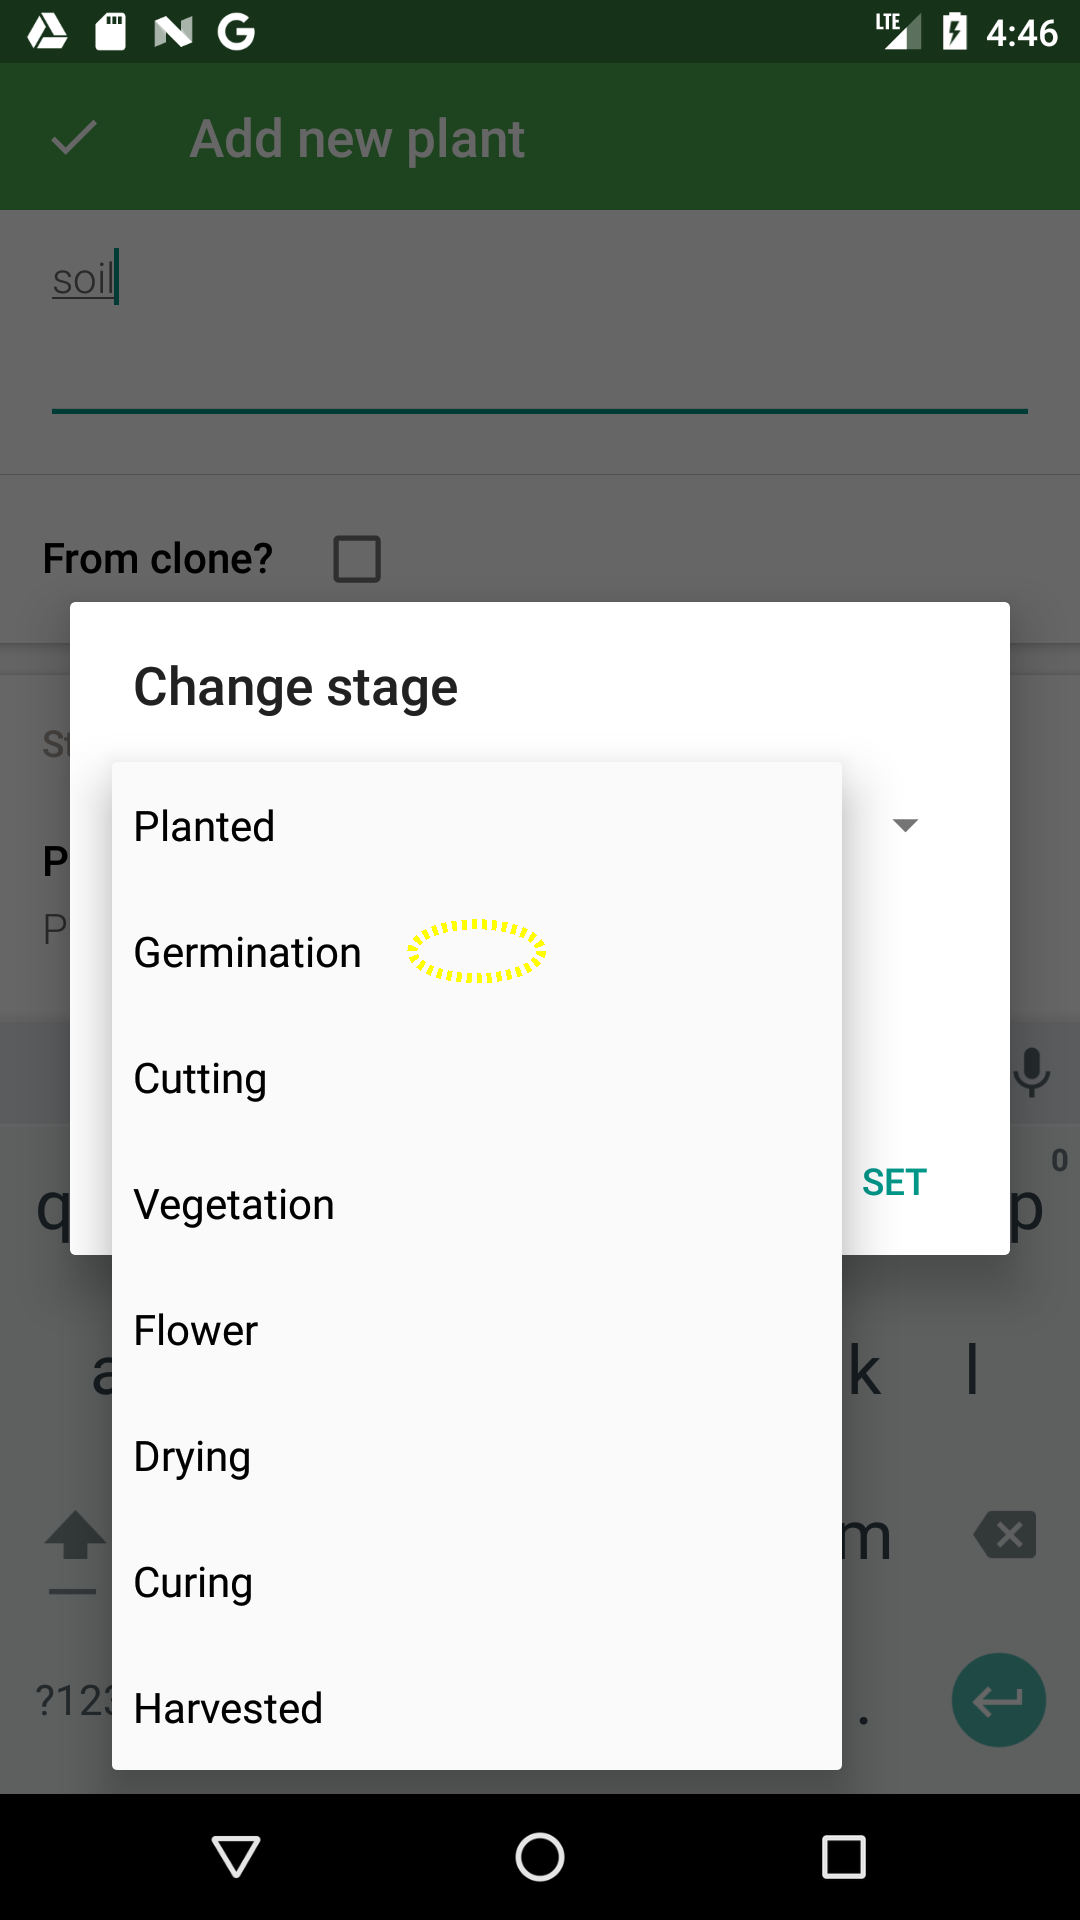 LTE 4:46
Add new plant
soil
From clone?
Change stage
St
Planted
P
P
Germination
Cutting
Vegetation
SET
0
q
p
Flower
a
k
l
Drying
m
Curing
?123
.
Harvested